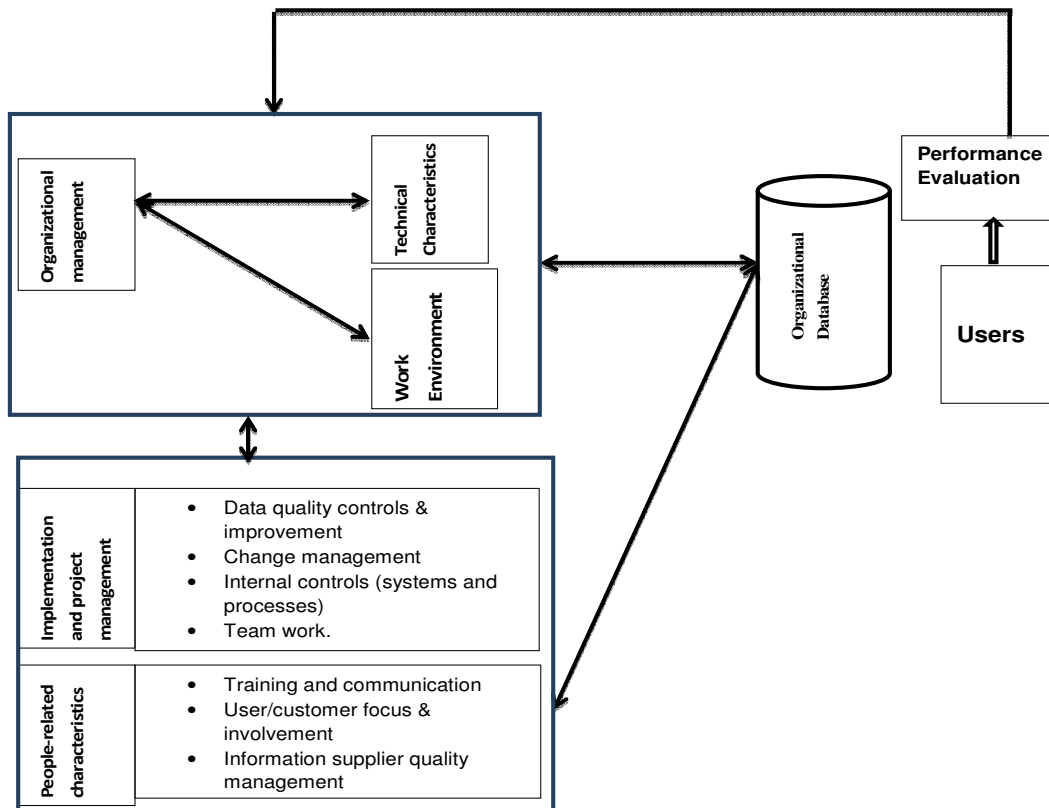 Organizational
management
Technical
Characteristics
Work
Environment
Organizational
Database
Performance
Evaluation
Users
Implementation
and project
management
• Data quality controls &
improvement
• Change management
• Internal controls (systems and
processes)
• Team work.
People-related
characteristics
• Training and communication
• User/customer focus &
involvement
• Information supplier quality
management